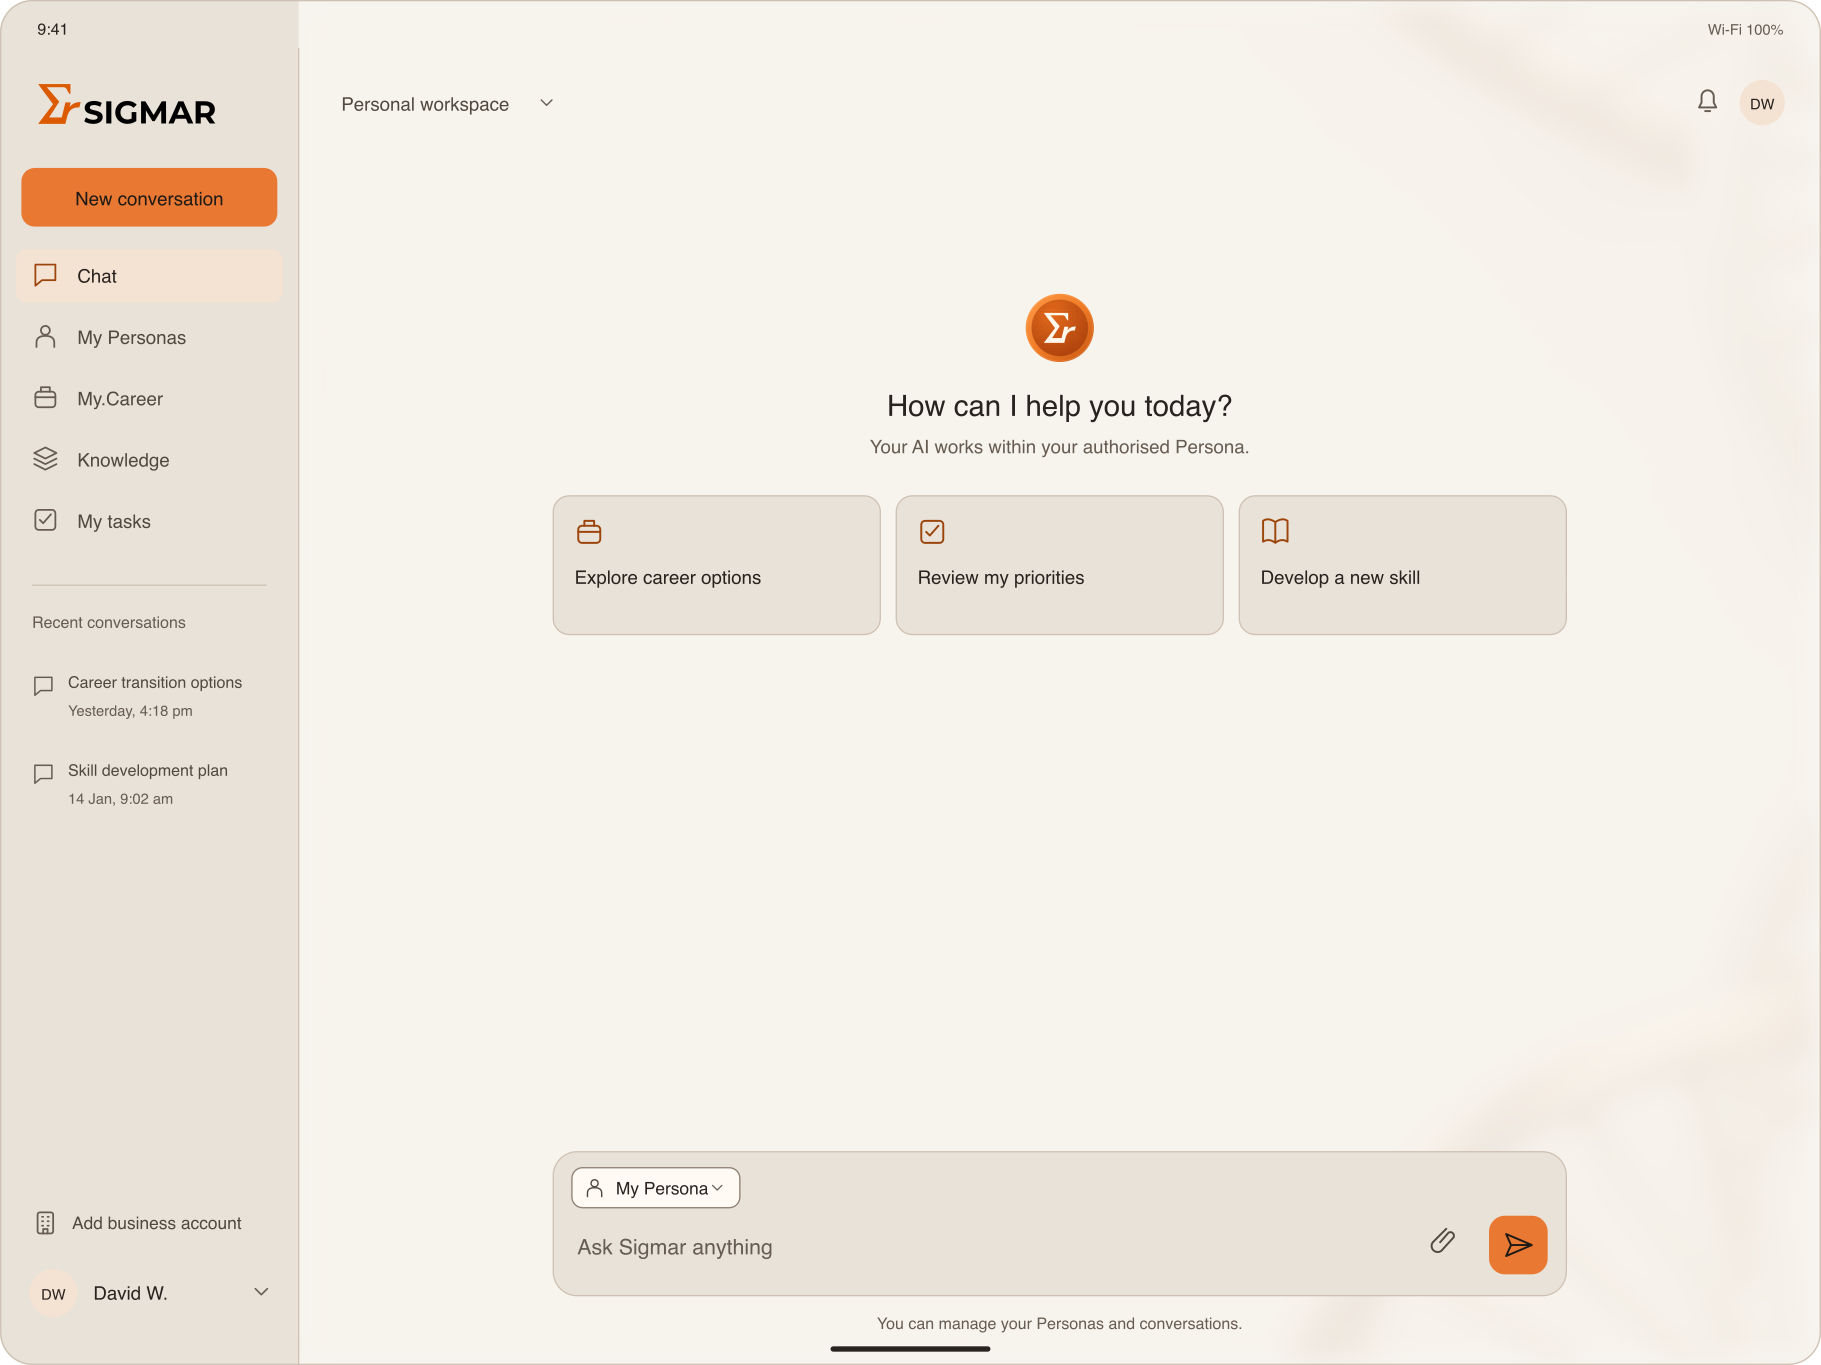 9:41
Wi-Fi 100%
Σr SIGMAR
Personal workspace
DW
New conversation
Chat
My Personas
My.Career
Knowledge
My tasks
Recent conversations
Career transition options
Yesterday, 4:18 pm
Skill development plan
14 Jan, 9:02 am
Add business account
DW
David W.
Σr
How can I help you today?
Your AI works within your authorised Persona.
Explore career options
Review my priorities
Develop a new skill
My Persona
Ask Sigmar anything
You can manage your Personas and conversations.